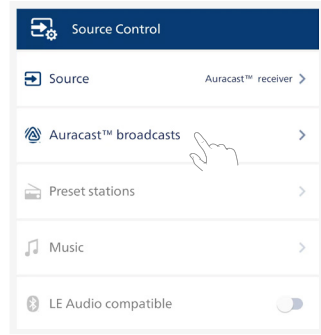 Source Control
Source Auracast™ receiver
Auracast™ broadcasts
Preset stations
Music
LE Audio compatible